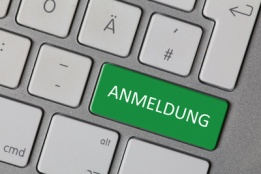 Ö
Ä
'
#
_
-
ANMELDUNG
cmd
alt